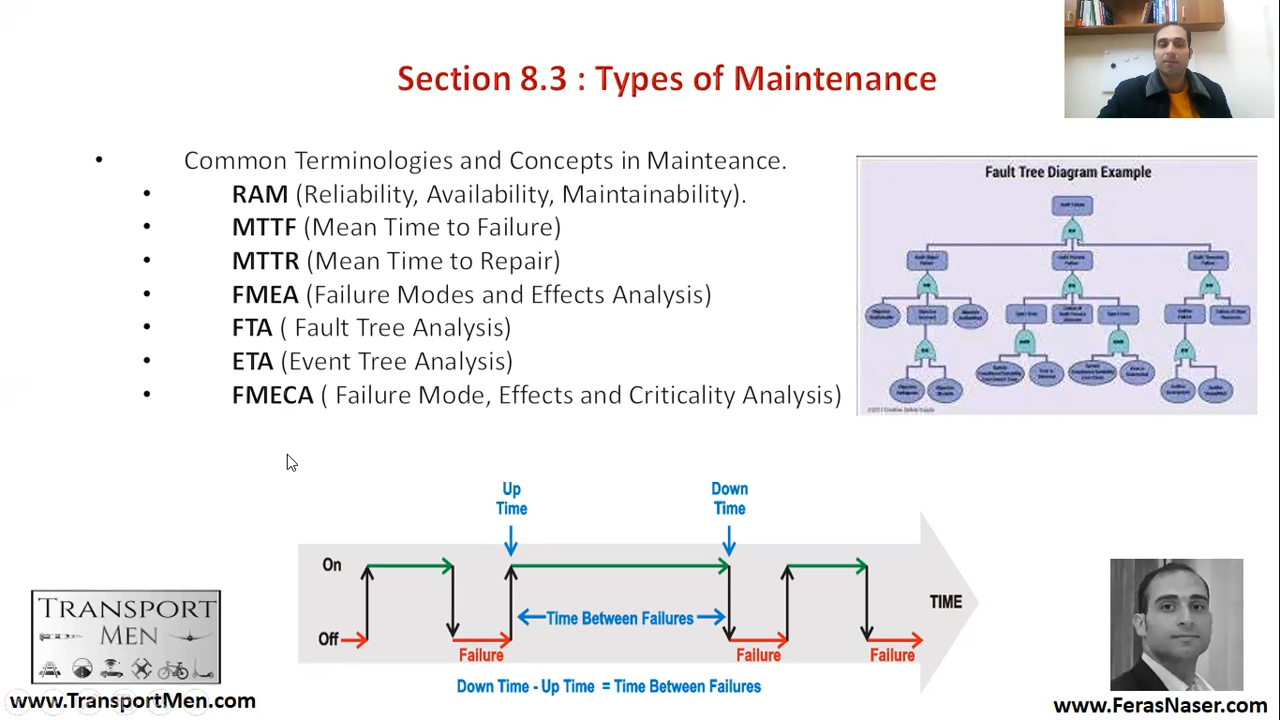 Section 8.3 : Types of Maintenance
• Common Terminologies and Concepts in Mainteance.
• RAM (Reliability, Availability, Maintainability).
• MTTF (Mean Time to Failure)
• MTTR (Mean Time to Repair)
• FMEA (Failure Modes and Effects Analysis)
• FTA ( Fault Tree Analysis)
• ETA (Event Tree Analysis)
• FMECA ( Failure Mode, Effects and Criticality Analysis)
Fault Tree Diagram Example
Up
Time
Down
Time
On
Time Between Failures
TIME
Off
Failure
Failure
Failure
Down Time - Up Time = Time Between Failures
TRANSPORT
MEN
www.TransportMen.com
www.FerasNaser.com